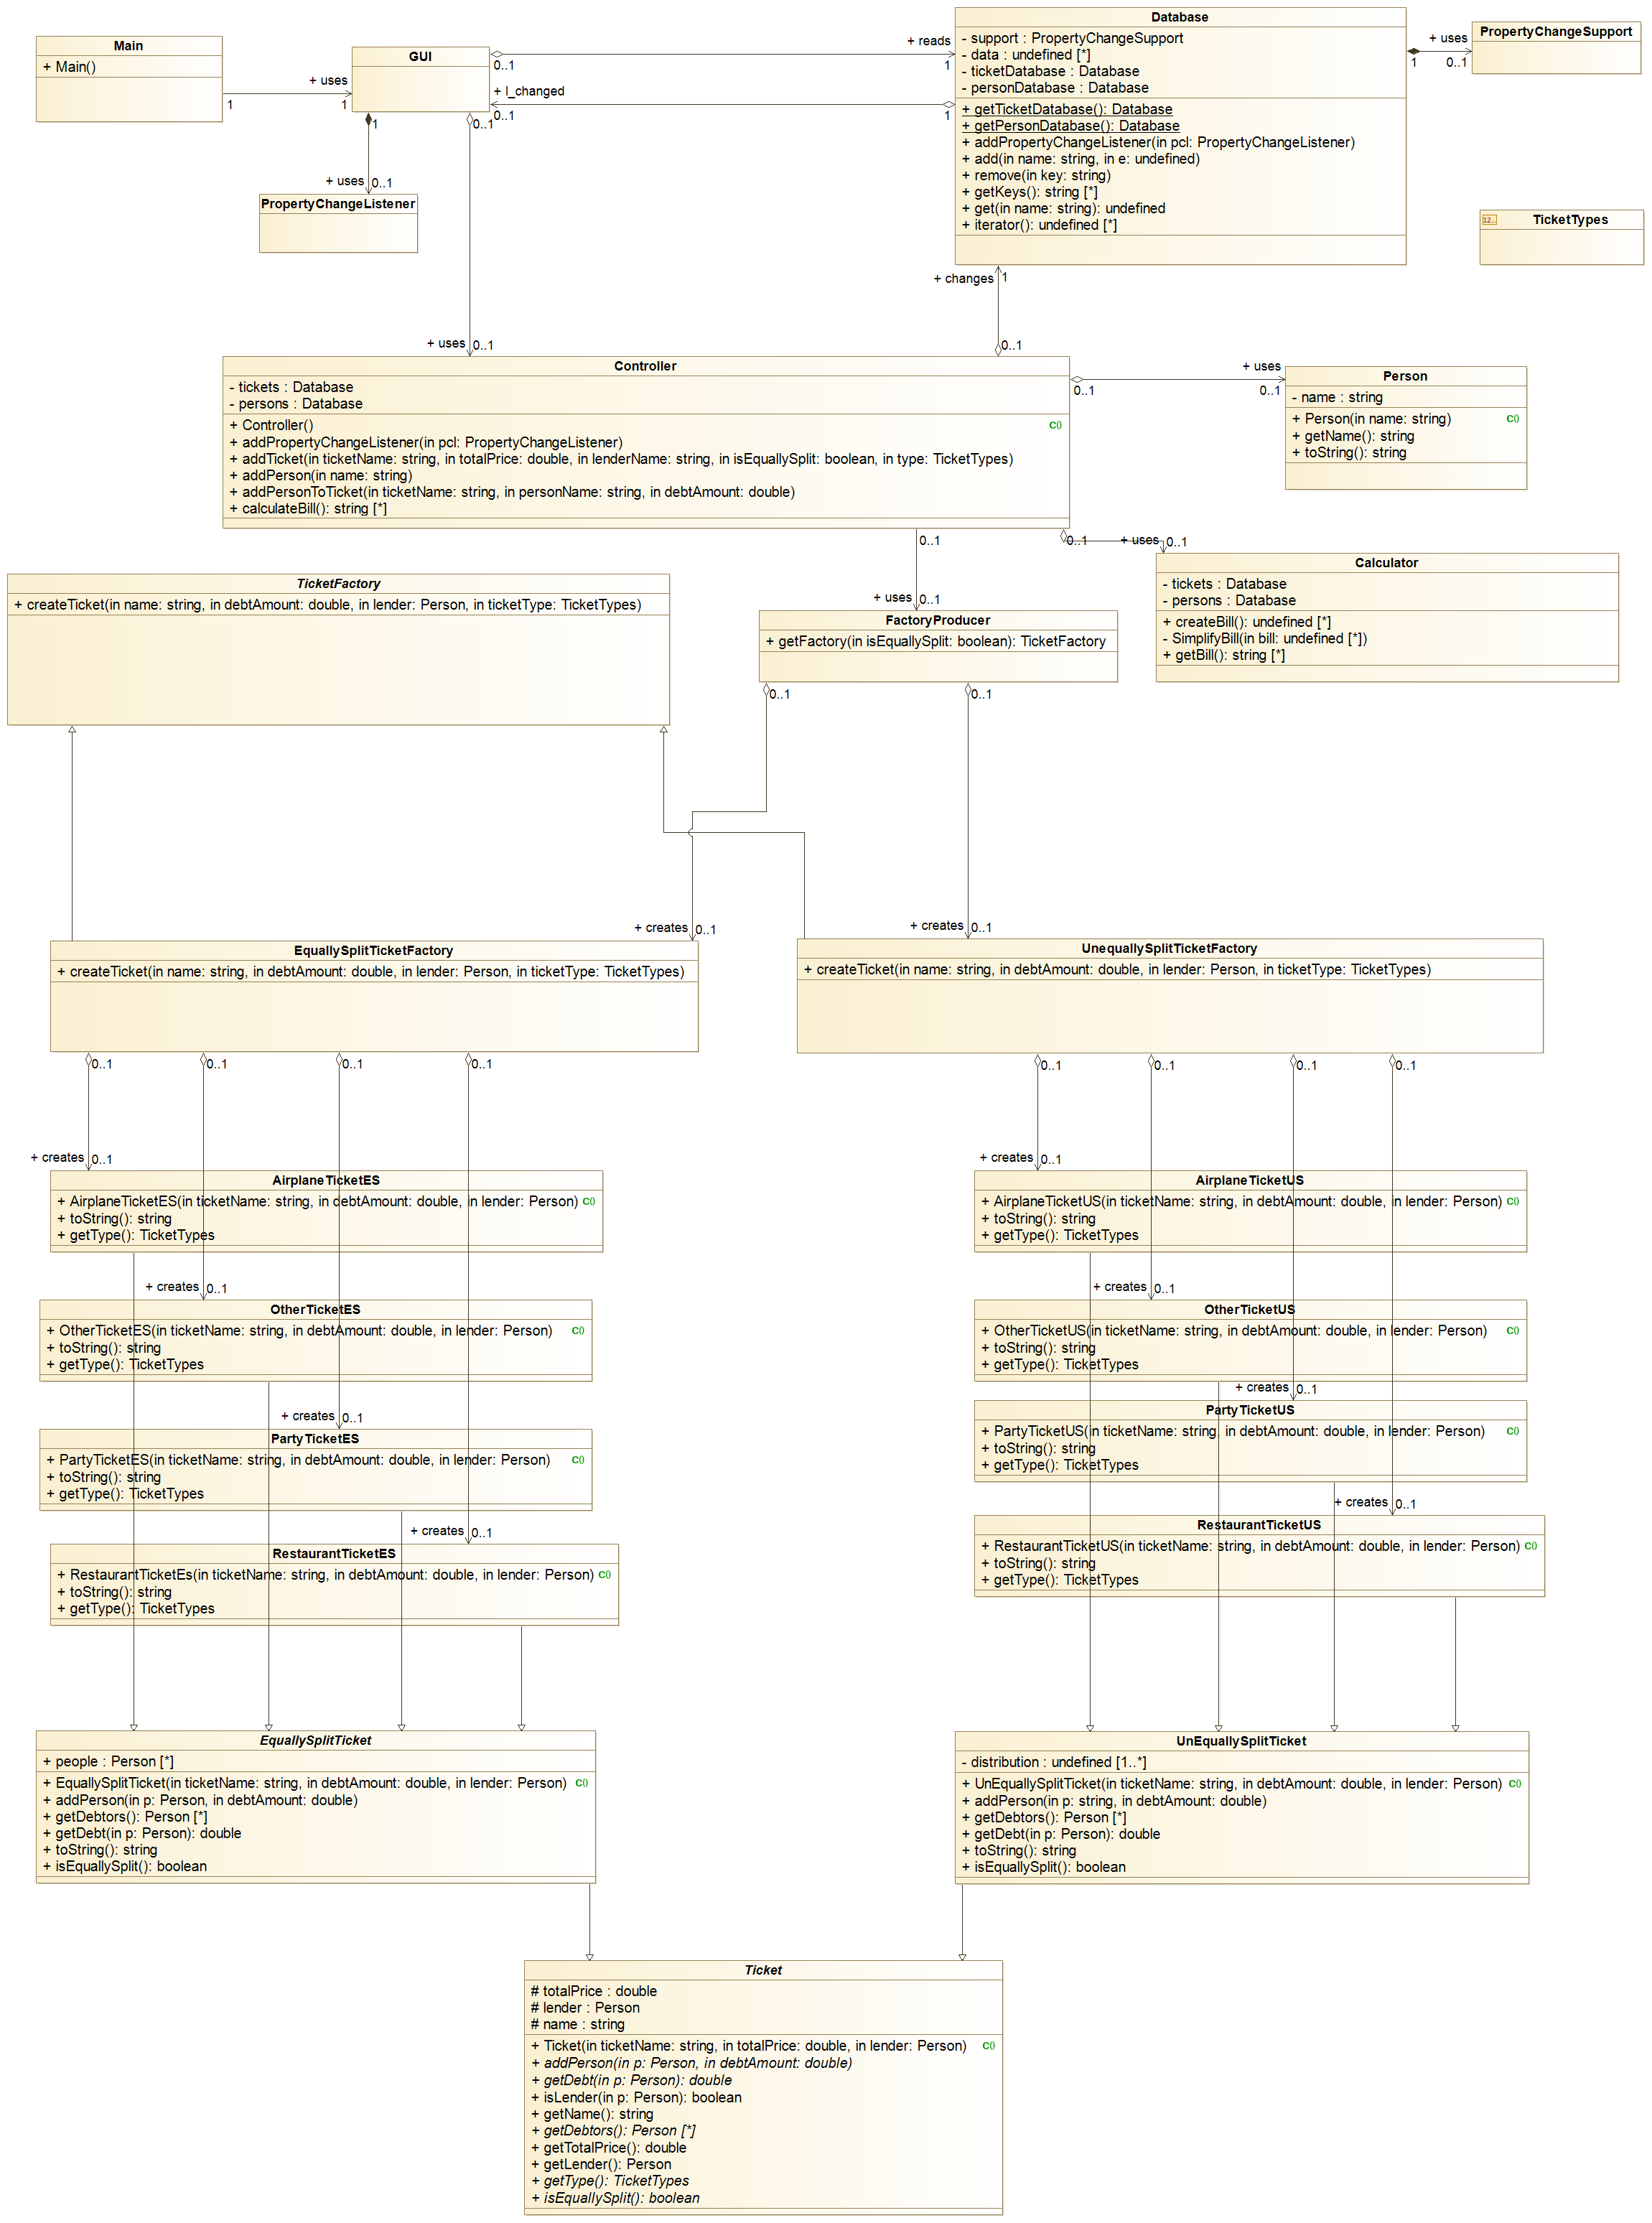 Main
+ Main()
+ uses
1
1
GUI
0..1
+ reads
1
+ l_changed
0..1
1
1
0..1
+ uses
0..1
PropertyChangeListener
Database
- support : PropertyChangeSupport
- data : undefined [*]
- ticketDatabase : Database
- personDatabase : Database
+ getTicketDatabase(): Database
+ getPersonDatabase(): Database
+ addPropertyChangeListener(in pcl: PropertyChangeListener)
+ add(in name: string, in e: undefined)
+ remove(in key: string)
+ getKeys(): string [*]
+ get(in name: string): undefined
+ iterator(): undefined [*]
+ uses
1
0..1
PropertyChangeSupport
TicketTypes
+ changes
1
0..1
+ uses
0..1
Controller
- tickets : Database
- persons : Database
+ Controller()
C()
+ addPropertyChangeListener(in pcl: PropertyChangeListener)
+ addTicket(in ticketName: string, in totalPrice: double, in lenderName: string, in isEquallySplit: boolean, in type: TicketTypes)
+ addPerson(in name: string)
+ addPersonToTicket(in ticketName: string, in personName: string, in debtAmount: double)
+ calculateBill(): string [*]
+ uses
0..1
0..1
Person
- name : string
+ Person(in name: string)
C()
+ getName(): string
+ toString(): string
0..1
0..1
+ uses
0..1
Calculator
- tickets : Database
- persons : Database
+ createBill(): undefined [*]
- SimplifyBill(in bill: undefined [*])
+ getBill(): string [*]
TicketFactory
+ createTicket(in name: string, in debtAmount: double, in lender: Person, in ticketType: TicketTypes)
+ uses
0..1
FactoryProducer
+ getFactory(in isEquallySplit: boolean): TicketFactory
0..1
0..1
+ creates
0..1
+ creates
0..1
EquallySplitTicketFactory
+ createTicket(in name: string, in debtAmount: double, in lender: Person, in ticketType: TicketTypes)
UnequallySplitTicketFactory
+ createTicket(in name: string, in debtAmount: double, in lender: Person, in ticketType: TicketTypes)
0..1
0..1
0..1
0..1
0..1
0..1
0..1
0..1
+ creates
0..1
AirplaneTicketES
+ AirplaneTicketES(in ticketName: string, in debtAmount: double, in lender: Person)
C()
+ toString(): string
+ getType(): TicketTypes
+ creates
0..1
OtherTicketES
+ OtherTicketES(in ticketName: string, in debtAmount: double, in lender: Person)
C()
+ toString(): string
+ getType(): TicketTypes
+ creates
0..1
PartyTicketES
+ PartyTicketES(in ticketName: string, in debtAmount: double, in lender: Person)
C()
+ toString(): string
+ getType(): TicketTypes
+ creates
0..1
RestaurantTicketES
+ RestaurantTicketEs(in ticketName: string, in debtAmount: double, in lender: Person)
C()
+ toString(): string
+ getType(): TicketTypes
+ creates
0..1
AirplaneTicketUS
+ AirplaneTicketUS(in ticketName: string, in debtAmount: double, in lender: Person)
C()
+ toString(): string
+ getType(): TicketTypes
+ creates
0..1
OtherTicketUS
+ OtherTicketUS(in ticketName: string, in debtAmount: double, in lender: Person)
C()
+ toString(): string
+ getType(): TicketTypes
+ creates
0..1
PartyTicketUS
+ PartyTicketUS(in ticketName: string, in debtAmount: double, in lender: Person)
C()
+ toString(): string
+ getType(): TicketTypes
+ creates
0..1
RestaurantTicketUS
+ RestaurantTicketUS(in ticketName: string, in debtAmount: double, in lender: Person)
C()
+ toString(): string
+ getType(): TicketTypes
EquallySplitTicket
+ people : Person [*]
+ EquallySplitTicket(in ticketName: string, in debtAmount: double, in lender: Person)
C()
+ addPerson(in p: Person, in debtAmount: double)
+ getDebtors(): Person [*]
+ getDebt(in p: Person): double
+ toString(): string
+ isEquallySplit(): boolean
UnEquallySplitTicket
- distribution : undefined [1..*]
+ UnEquallySplitTicket(in ticketName: string, in debtAmount: double, in lender: Person)
C()
+ addPerson(in p: string, in debtAmount: double)
+ getDebtors(): Person [*]
+ getDebt(in p: Person): double
+ toString(): string
+ isEquallySplit(): boolean
Ticket
# totalPrice : double
# lender : Person
# name : string
+ Ticket(in ticketName: string, in totalPrice: double, in lender: Person)
C()
+ addPerson(in p: Person, in debtAmount: double)
+ getDebt(in p: Person): double
+ isLender(in p: Person): boolean
+ getName(): string
+ getDebtors(): Person [*]
+ getTotalPrice(): double
+ getLender(): Person
+ getType(): TicketTypes
+ isEquallySplit(): boolean